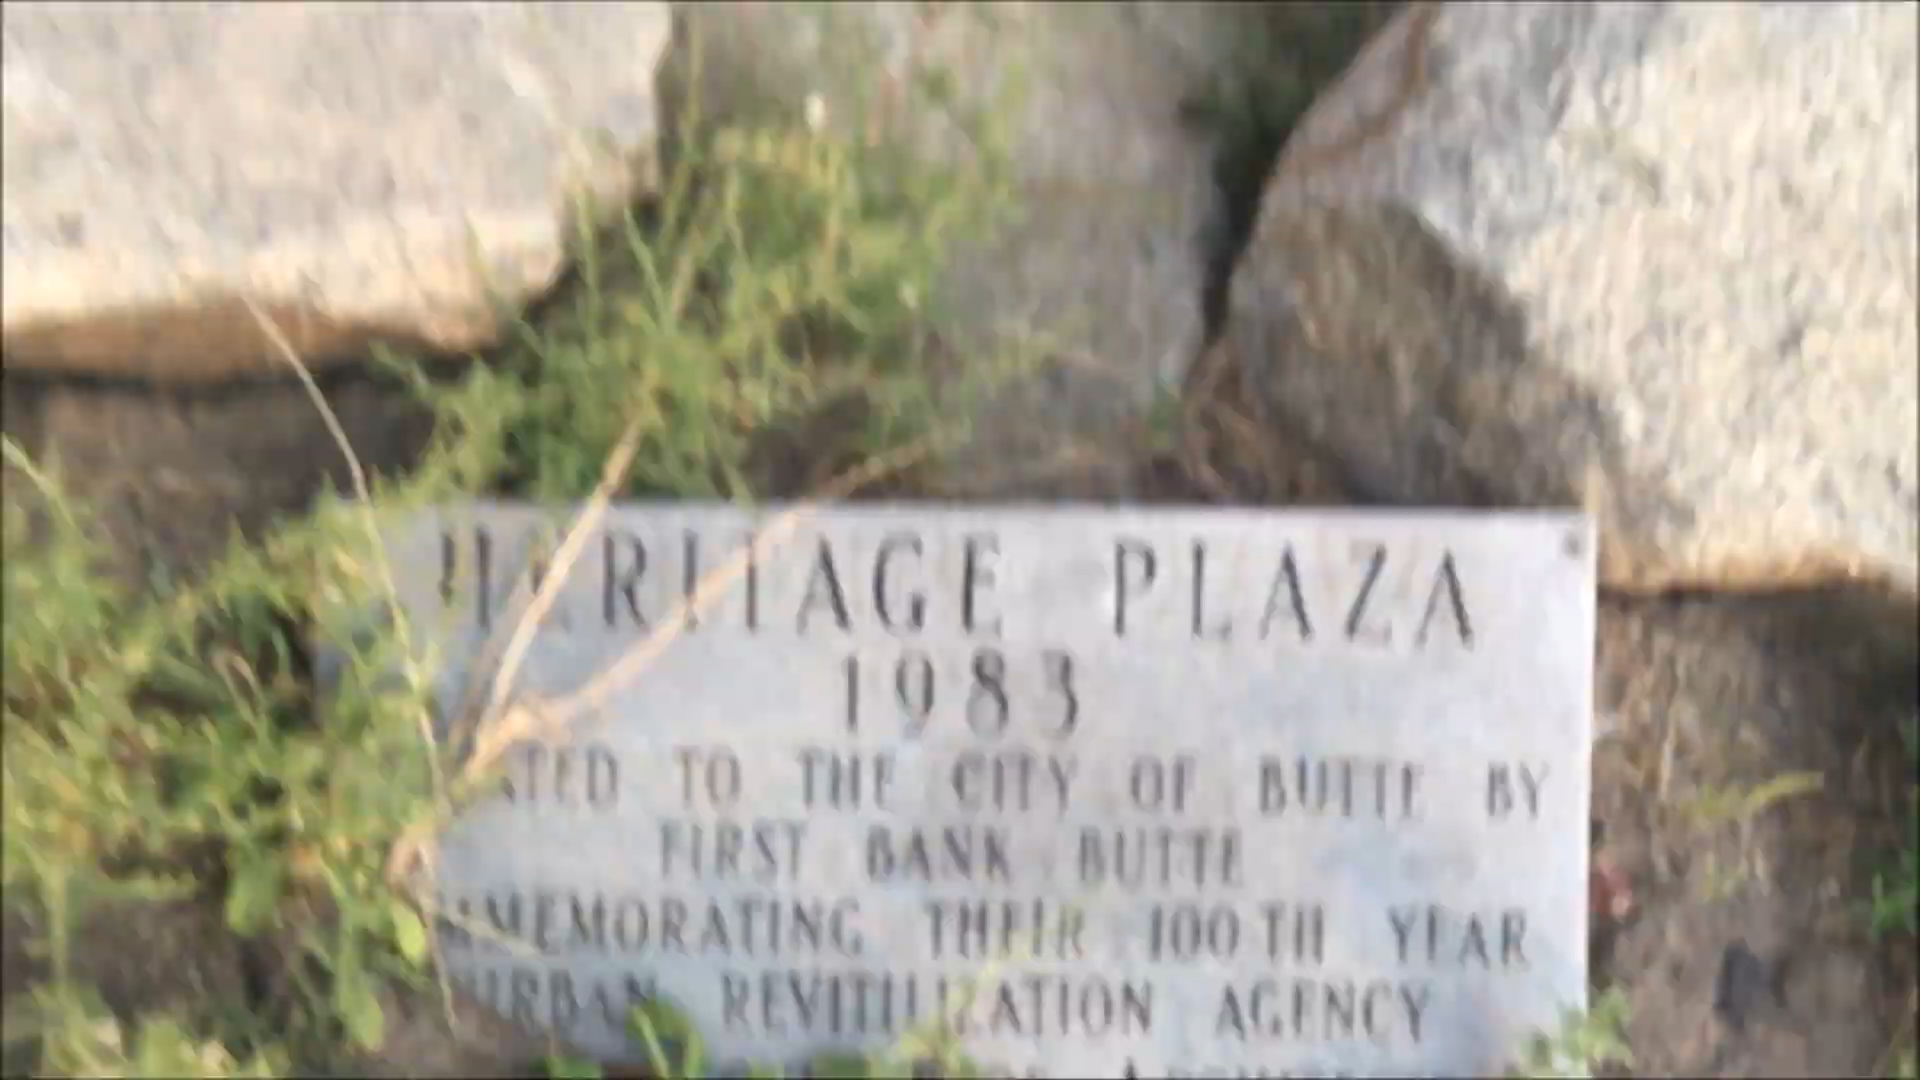 HERITAGE PLAZA
1983
TO THE CITY OF BUTTE BY
FIRST BANK BUTTE
MEMORATING THEIR 100TH YEAR
URBAN REVITILIZATION AGENCY